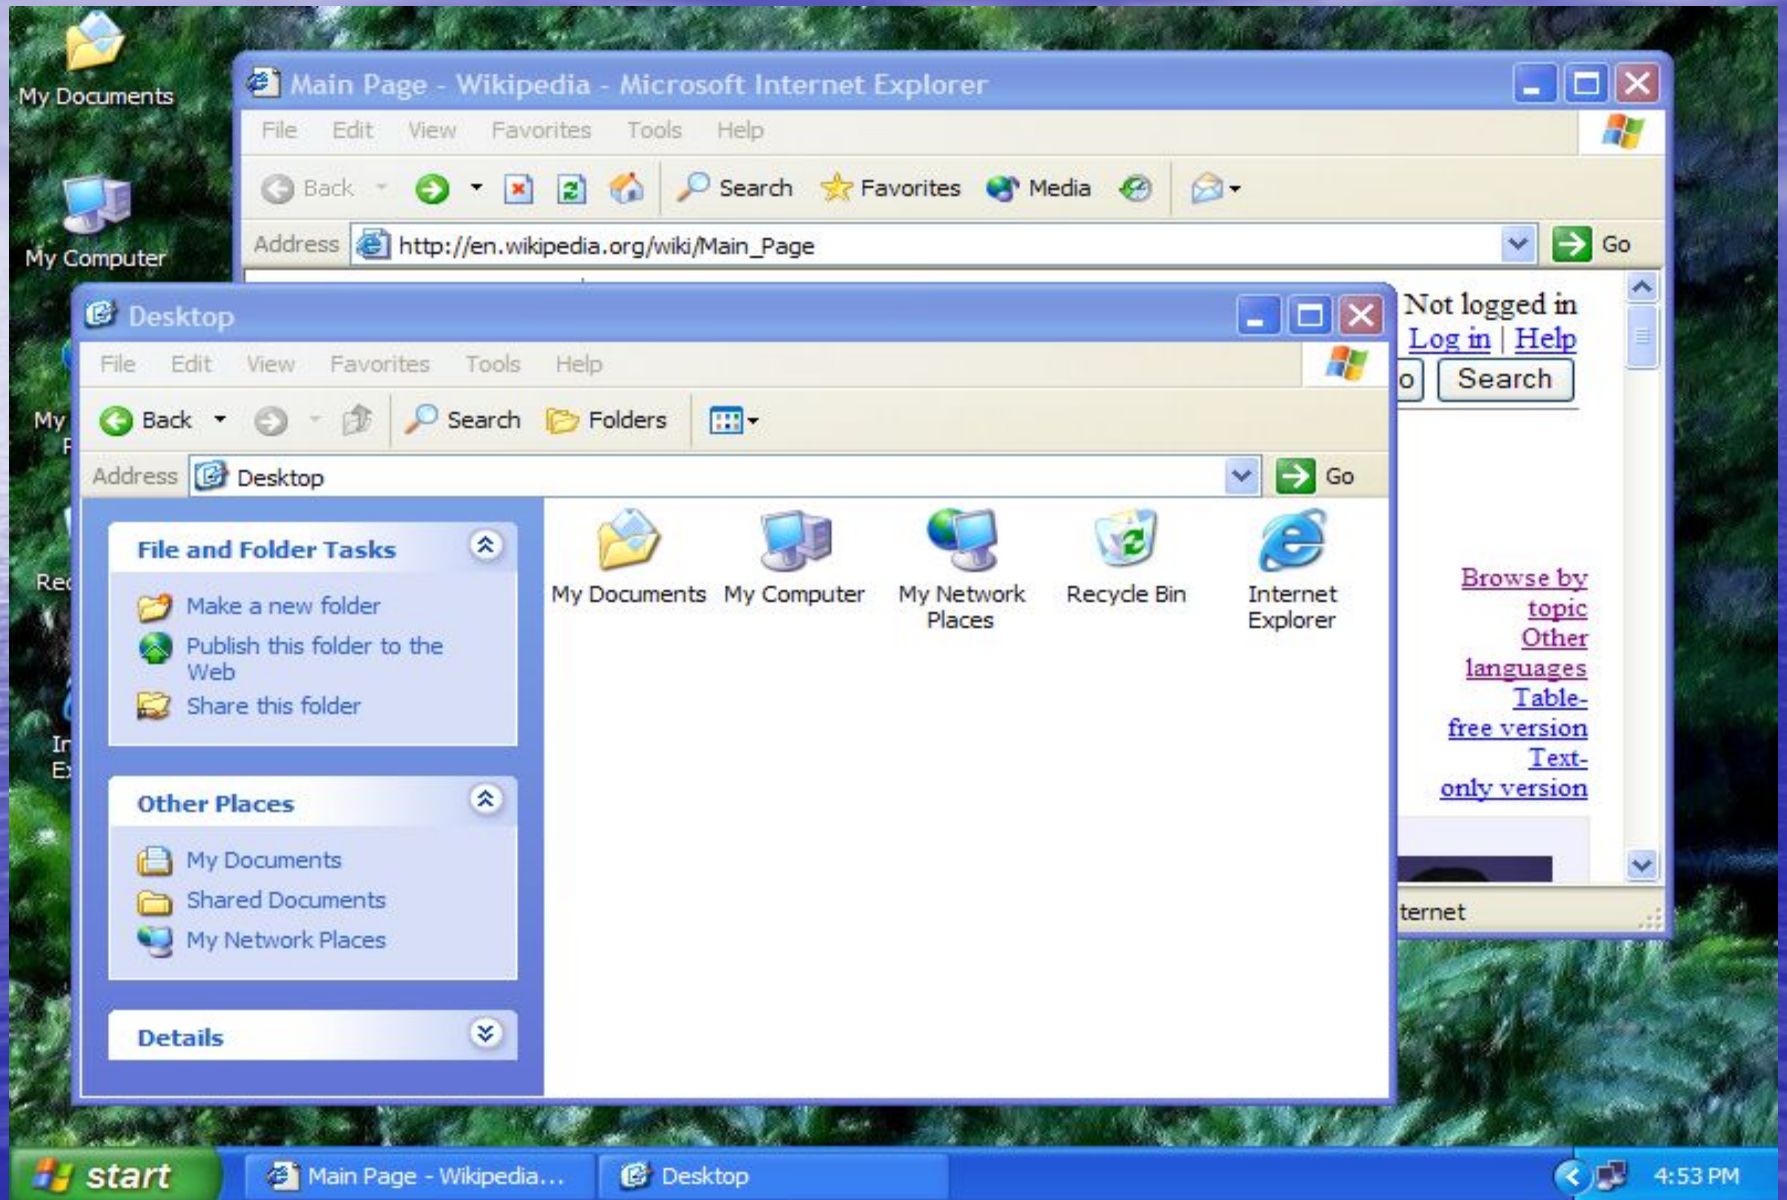 My Documents
My Computer
My
Main Page - Wikipedia - Microsoft Internet Explorer
File Edit View Favorites Tools Help
Back Search Favorites Media
Address http://en.wikipedia.org/wiki/Main_Page Go
Not logged in
Log in | Help
Search
Browse by
topic
Other
languages
Table-
free version
Text-
only version
ternet
Desktop
File Edit View Favorites Tools Help
Back Search Folders
Address Desktop Go
File and Folder Tasks
Make a new folder
Publish this folder to the
Web
Share this folder
Other Places
My Documents
Shared Documents
My Network Places
Details
My Documents My Computer My Network Recycle Bin Internet
Places Explorer
start Main Page - Wikipedia... Desktop 4:53 PM